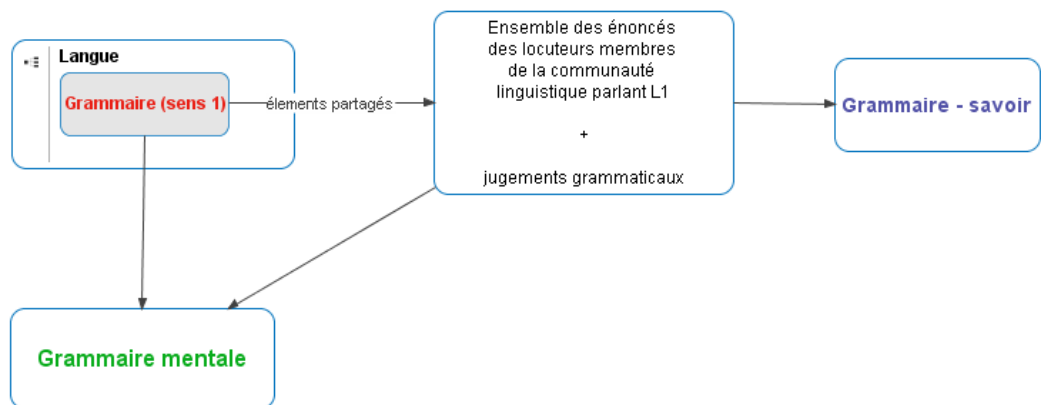 Langue
Grammaire (sens 1)
élements partagés
Ensemble des énoncés
des locuteurs membres
de la communauté
linguistique parlant L1
+
jugements grammaticaux
Grammaire - savoir
Grammaire mentale